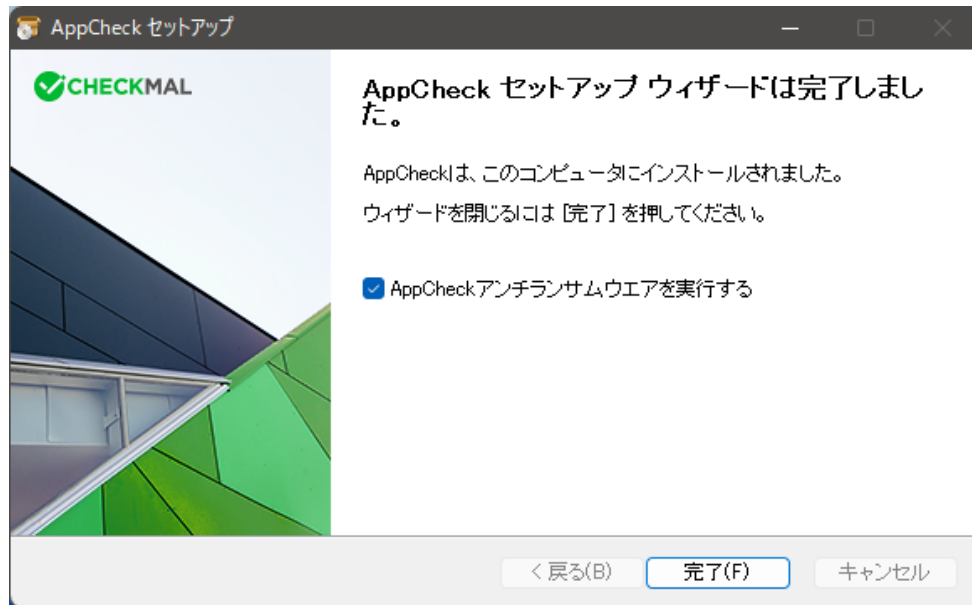 AppCheck セットアップ
CHECKMAL
AppCheck セットアップ ウィザードは完了しまし
た。
AppCheckは、このコンピュータにインストールされました。
ウィザードを閉じるには [完了] を押してください。
AppCheckアンチランサムウエアを実行する
< 戻る(B)
完了(F)
キャンセル